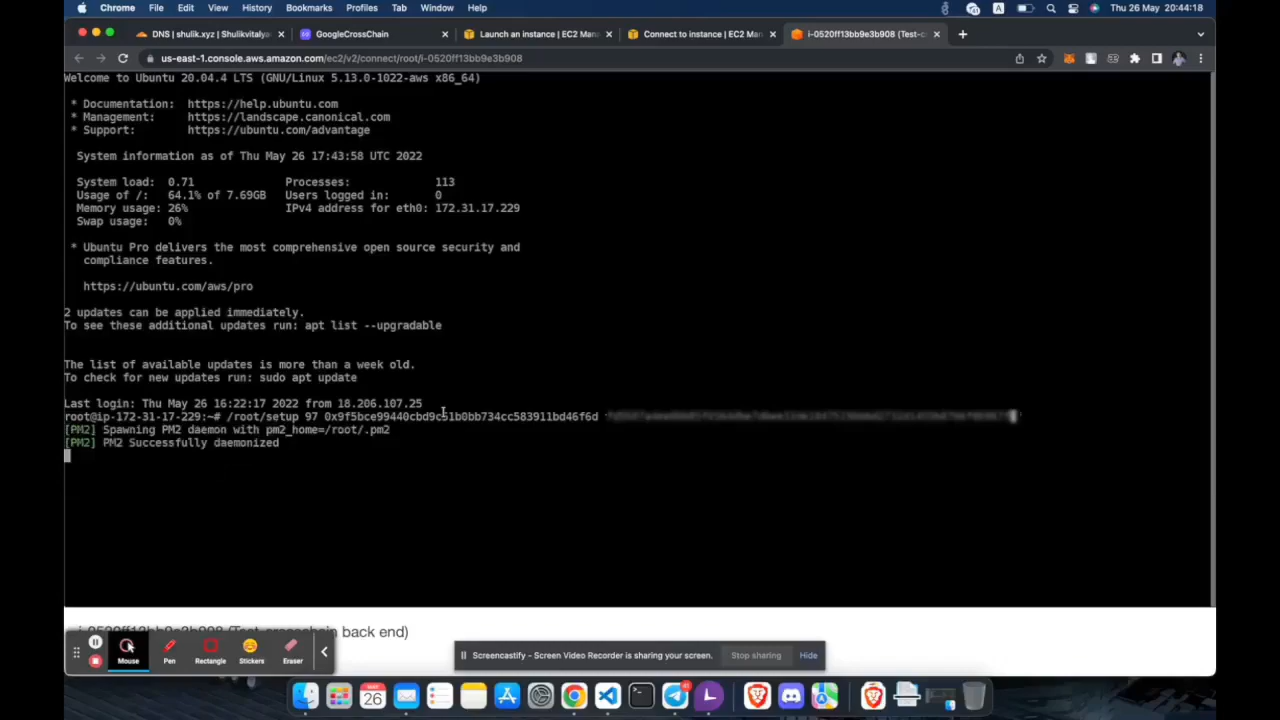 Chrome File Edit View History Bookmarks Profiles Tab Window Help A Thu 26 May 20:44:18
DNS | shulik.xyz | Shulikvitalya GoogleCrossChain Launch an instance | EC2 Man Connect to instance | EC2 Man i-0520ff13bb9e3b908 (Test-c
us-east-1.console.aws.amazon.com/ec2/v2/connect/root/i-0520ff13bb9e3b908
Welcome to Ubuntu 20.04.4 LTS (GNU/Linux 5.13.0-1022-aws x86_64)
* Documentation: https://help.ubuntu.com
* Management: https://landscape.canonical.com
* Support: https://ubuntu.com/advantage
System information as of Thu May 26 17:43:58 UTC 2022
System load: 0.71 Processes: 113
Usage of /: 64.1% of 7.69GB Users logged in: 0
Memory usage: 26% IPv4 address for eth0: 172.31.17.229
Swap usage: 0%
* Ubuntu Pro delivers the most comprehensive open source security and
compliance features.
https://ubuntu.com/aws/pro
2 updates can be applied immediately.
To see these additional updates run: apt list --upgradable
The list of available updates is more than a week old.
To check for new updates run: sudo apt update
Last login: Thu May 26 16:22:17 2022 from 18.206.107.25
root@ip-172-31-17-229:~# /root/setup 97 0x9f5bce99440cbd9c51b0bb734cc583911bd46f6d
[PM2] Spawning PM2 daemon with pm2_home=/root/.pm2
[PM2] PM2 Successfully daemonized
back end)
Mouse Pen Rectangle Stickers Eraser
Screencastify - Screen Video Recorder is sharing your screen. Stop sharing Hide